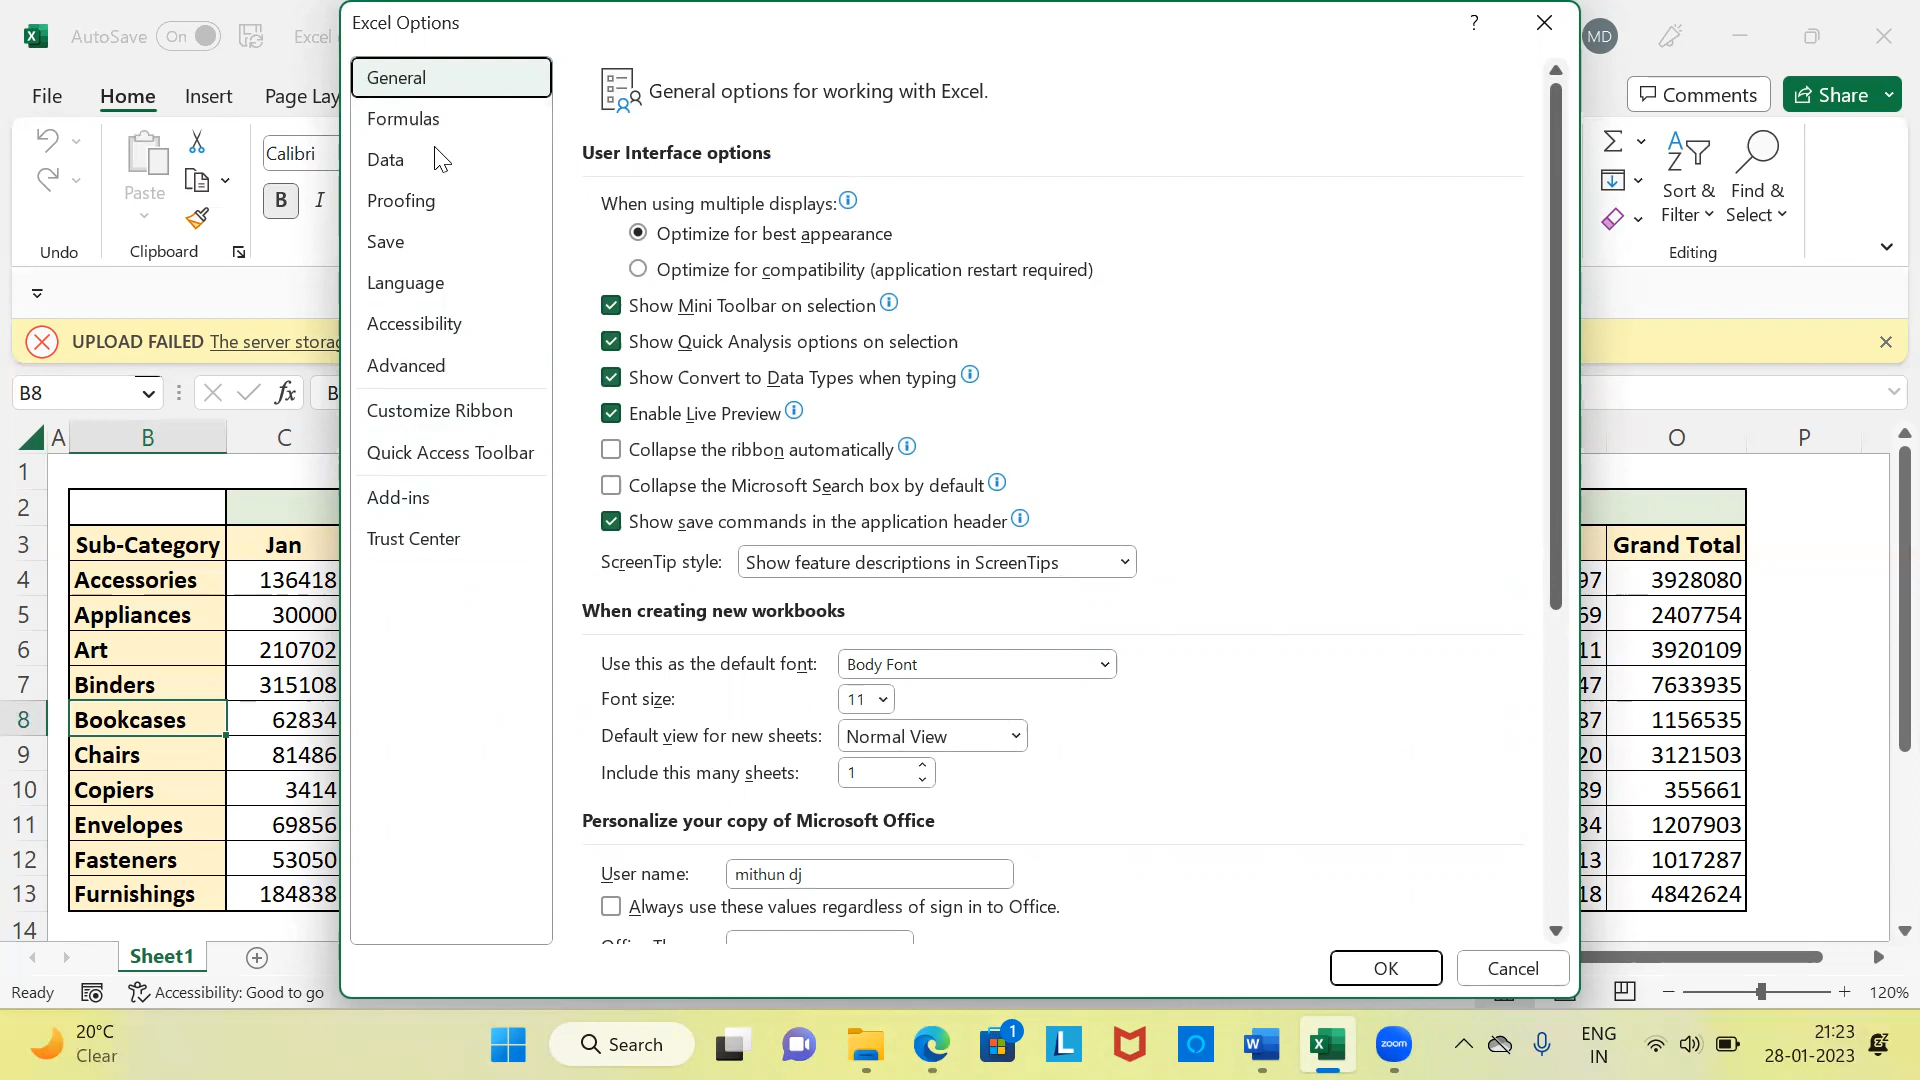 Excel Options
?
AutoSave
On
Excel
MD
File
Home
Insert
Page Lay
Comments
Share
Paste
Calibri
B
I
Undo
Clipboard
Sort &
Filter
Find &
Select
Editing
UPLOAD FAILED The server stora
B8
fx
B
General
Formulas
Data
Proofing
Save
Language
Accessibility
Advanced
Customize Ribbon
Quick Access Toolbar
Add-ins
Trust Center
General options for working with Excel.
User Interface options
When using multiple displays:
Optimize for best appearance
Optimize for compatibility (application restart required)
Show Mini Toolbar on selection
Show Quick Analysis options on selection
Show Convert to Data Types when typing
Enable Live Preview
Collapse the ribbon automatically
Collapse the Microsoft Search box by default
Show save commands in the application header
ScreenTip style: Show feature descriptions in ScreenTips
When creating new workbooks
Use this as the default font: Body Font
Font size: 11
Default view for new sheets: Normal View
Include this many sheets: 1
Personalize your copy of Microsoft Office
User name: mithun dj
Always use these values regardless of sign in to Office.
OK
Cancel
A B C O P
1
2
3 Sub-Category Jan Grand Total
4 Accessories 136418 97 3928080
5 Appliances 30000 69 2407754
6 Art 210702 11 3920109
7 Binders 315108 47 7633935
8 Bookcases 62834 87 1156535
9 Chairs 81486 20 3121503
10 Copiers 3414 89 355661
11 Envelopes 69856 34 1207903
12 Fasteners 53050 13 1017287
13 Furnishings 184838 18 4842624
14
Sheet1
Ready
Accessibility: Good to go
120%
20°C
Clear
Search
1
L
W
X
zoom
ENG
IN
21:23
28-01-2023